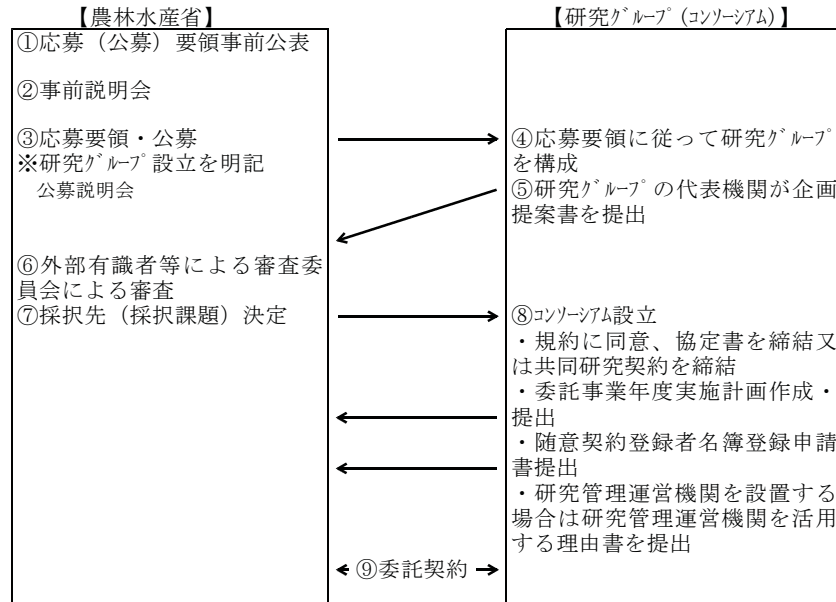 【農林水産省】
①応募（公募）要領事前公表
②事前説明会
③応募要領・公募
※研究ｸﾞﾙｰﾌﾟ設立を明記
公募説明会
⑥外部有識者等による審査委
員会による審査
⑦採択先（採択課題）決定
【研究ｸﾞﾙｰﾌﾟ(ｺﾝｿｰｼｱﾑ)】
④応募要領に従って研究ｸﾞﾙｰﾌﾟ
を構成
⑤研究ｸﾞﾙｰﾌﾟの代表機関が企画
提案書を提出
⑧ｺﾝｿｰｼｱﾑ設立
・規約に同意、協定書を締結又
は共同研究契約を締結
・委託事業年度実施計画作成・
提出
・随意契約登録者名簿登録申請
書提出
・研究管理運営機関を設置する
場合は研究管理運営機関を活用
する理由書を提出
⑨委託契約